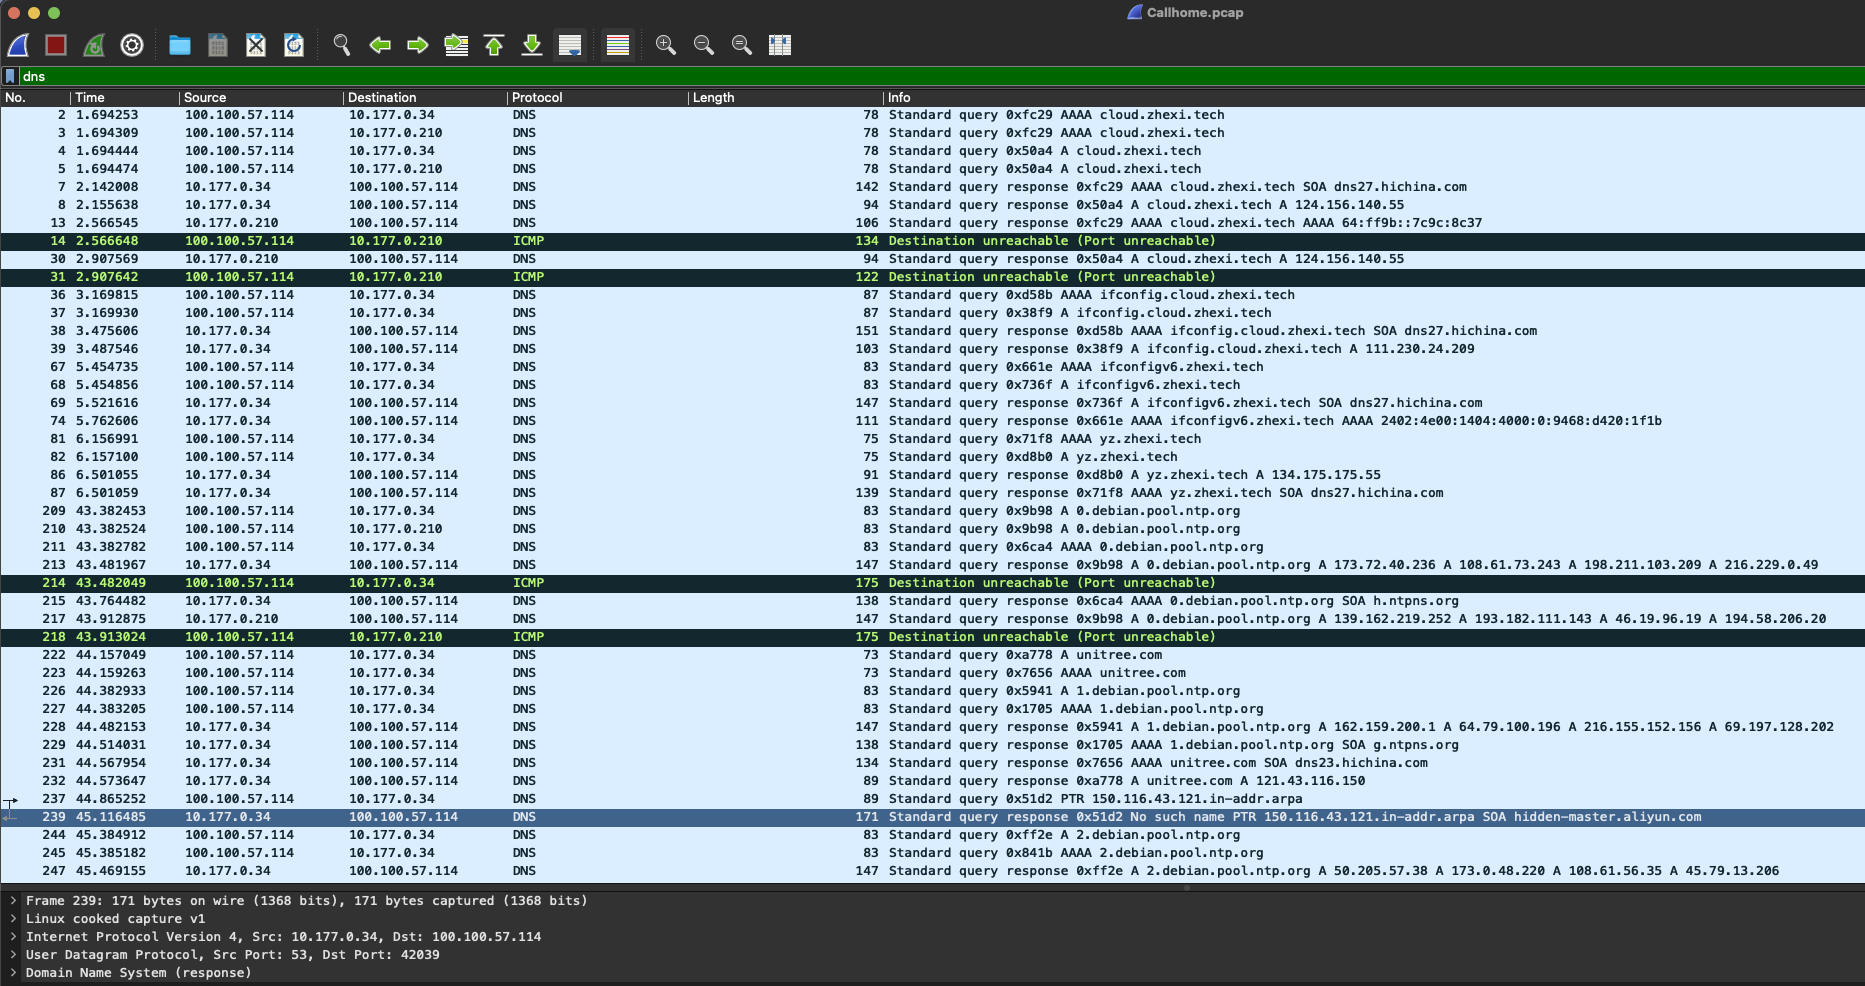 Callhome.pcap
dns
No. Time Source Destination Protocol Length Info
2 1.694253 100.100.57.114 10.177.0.34 DNS 78 Standard query 0xfc29 AAAA cloud.zhexi.tech
3 1.694309 100.100.57.114 10.177.0.210 DNS 78 Standard query 0xfc29 AAAA cloud.zhexi.tech
4 1.694444 100.100.57.114 10.177.0.34 DNS 78 Standard query 0x50a4 A cloud.zhexi.tech
5 1.694474 100.100.57.114 10.177.0.210 DNS 78 Standard query 0x50a4 A cloud.zhexi.tech
7 2.142008 10.177.0.34 100.100.57.114 DNS 142 Standard query response 0xfc29 AAAA cloud.zhexi.tech SOA dns27.hichina.com
8 2.155638 10.177.0.34 100.100.57.114 DNS 94 Standard query response 0x50a4 A cloud.zhexi.tech A 124.156.140.55
13 2.566545 10.177.0.210 100.100.57.114 DNS 106 Standard query response 0xfc29 AAAA cloud.zhexi.tech AAAA 64:ff9b::7c9c:8c37
14 2.566648 100.100.57.114 10.177.0.210 ICMP 134 Destination unreachable (Port unreachable)
30 2.907569 10.177.0.210 100.100.57.114 DNS 94 Standard query response 0x50a4 A cloud.zhexi.tech A 124.156.140.55
31 2.907642 100.100.57.114 10.177.0.210 ICMP 122 Destination unreachable (Port unreachable)
36 3.169815 100.100.57.114 10.177.0.34 DNS 87 Standard query 0xd58b AAAA ifconfig.cloud.zhexi.tech
37 3.169930 100.100.57.114 10.177.0.34 DNS 87 Standard query 0x38f9 A ifconfig.cloud.zhexi.tech
38 3.475606 10.177.0.34 100.100.57.114 DNS 151 Standard query response 0xd58b AAAA ifconfig.cloud.zhexi.tech SOA dns27.hichina.com
39 3.487546 10.177.0.34 100.100.57.114 DNS 103 Standard query response 0x38f9 A ifconfig.cloud.zhexi.tech A 111.230.24.209
67 5.454735 100.100.57.114 10.177.0.34 DNS 83 Standard query 0x661e AAAA ifconfigv6.zhexi.tech
68 5.454856 100.100.57.114 10.177.0.34 DNS 83 Standard query 0x736f A ifconfigv6.zhexi.tech
69 5.521616 10.177.0.34 100.100.57.114 DNS 147 Standard query response 0x736f A ifconfigv6.zhexi.tech SOA dns27.hichina.com
74 5.762606 10.177.0.34 100.100.57.114 DNS 111 Standard query response 0x661e AAAA ifconfigv6.zhexi.tech AAAA 2402:4e00:1404:4000:0:9468:d420:1f1b
81 6.156991 100.100.57.114 10.177.0.34 DNS 75 Standard query 0x71f8 AAAA yz.zhexi.tech
82 6.157100 100.100.57.114 10.177.0.34 DNS 75 Standard query 0xd8b0 A yz.zhexi.tech
86 6.501055 10.177.0.34 100.100.57.114 DNS 91 Standard query response 0xd8b0 A yz.zhexi.tech A 134.175.175.55
87 6.501059 10.177.0.34 100.100.57.114 DNS 139 Standard query response 0x71f8 AAAA yz.zhexi.tech SOA dns27.hichina.com
209 43.382453 100.100.57.114 10.177.0.34 DNS 83 Standard query 0x9b98 A 0.debian.pool.ntp.org
210 43.382524 100.100.57.114 10.177.0.210 DNS 83 Standard query 0x9b98 A 0.debian.pool.ntp.org
211 43.382782 100.100.57.114 10.177.0.34 DNS 83 Standard query 0x6ca4 AAAA 0.debian.pool.ntp.org
213 43.481967 10.177.0.34 100.100.57.114 DNS 147 Standard query response 0x9b98 A 0.debian.pool.ntp.org A 173.72.40.236 A 108.61.73.243 A 198.211.103.209 A 216.229.0.49
214 43.482049 100.100.57.114 10.177.0.34 ICMP 175 Destination unreachable (Port unreachable)
215 43.764482 10.177.0.34 100.100.57.114 DNS 138 Standard query response 0x6ca4 AAAA 0.debian.pool.ntp.org SOA h.ntpns.org
217 43.912875 10.177.0.210 100.100.57.114 DNS 147 Standard query response 0x9b98 A 0.debian.pool.ntp.org A 139.162.219.252 A 193.182.111.143 A 46.19.96.19 A 194.58.206.20
218 43.913024 100.100.57.114 10.177.0.210 ICMP 175 Destination unreachable (Port unreachable)
222 44.157049 100.100.57.114 10.177.0.34 DNS 73 Standard query 0xa778 A unitree.com
223 44.159263 100.100.57.114 10.177.0.34 DNS 73 Standard query 0x7656 AAAA unitree.com
226 44.382933 100.100.57.114 10.177.0.34 DNS 83 Standard query 0x5941 A 1.debian.pool.ntp.org
227 44.383205 100.100.57.114 10.177.0.34 DNS 83 Standard query 0x1705 AAAA 1.debian.pool.ntp.org
228 44.482153 10.177.0.34 100.100.57.114 DNS 147 Standard query response 0x5941 A 1.debian.pool.ntp.org A 162.159.200.1 A 64.79.100.196 A 216.155.152.156 A 69.197.128.202
229 44.514031 10.177.0.34 100.100.57.114 DNS 138 Standard query response 0x1705 AAAA 1.debian.pool.ntp.org SOA g.ntpns.org
231 44.567954 10.177.0.34 100.100.57.114 DNS 134 Standard query response 0x7656 AAAA unitree.com SOA dns23.hichina.com
232 44.573647 10.177.0.34 100.100.57.114 DNS 89 Standard query response 0xa778 A unitree.com A 121.43.116.150
237 44.865252 100.100.57.114 10.177.0.34 DNS 89 Standard query 0x51d2 PTR 150.116.43.121.in-addr.arpa
239 45.116485 10.177.0.34 100.100.57.114 DNS 171 Standard query response 0x51d2 No such name PTR 150.116.43.121.in-addr.arpa SOA hidden-master.aliyun.com
244 45.384912 100.100.57.114 10.177.0.34 DNS 83 Standard query 0xff2e A 2.debian.pool.ntp.org
245 45.385182 100.100.57.114 10.177.0.34 DNS 83 Standard query 0x841b AAAA 2.debian.pool.ntp.org
247 45.469155 10.177.0.34 100.100.57.114 DNS 147 Standard query response 0xff2e A 2.debian.pool.ntp.org A 50.205.57.38 A 173.0.48.220 A 108.61.56.35 A 45.79.13.206
Frame 239: 171 bytes on wire (1368 bits), 171 bytes captured (1368 bits)
Linux cooked capture v1
Internet Protocol Version 4, Src: 10.177.0.34, Dst: 100.100.57.114
User Datagram Protocol, Src Port: 53, Dst Port: 42039
Domain Name System (response)